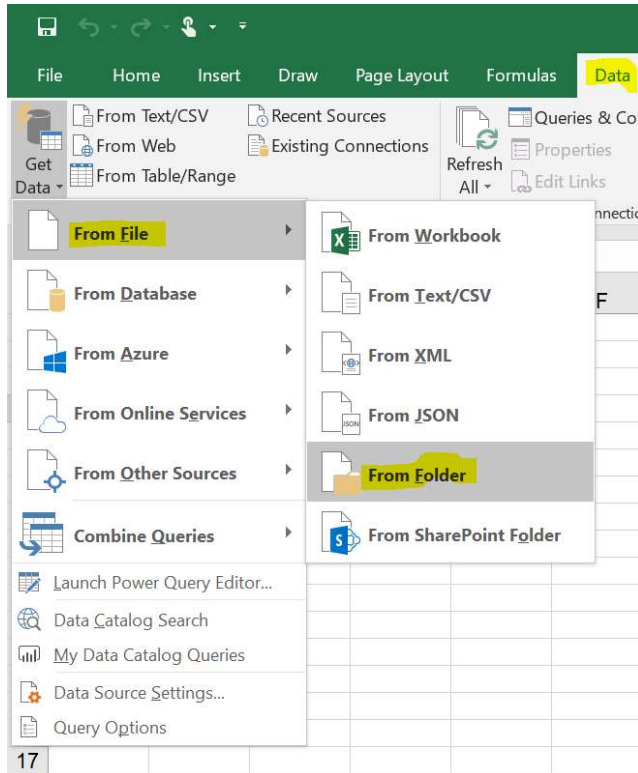 File Home Insert Draw Page Layout Formulas Data
From Text/CSV Recent Sources Queries & Co
From Web Existing Connections Properties
Get Data From Table/Range Refresh All Edit Links
nnectic
From File From Workbook
From Database From Text/CSV F
From Azure From XML
From Online Services From JSON
From Other Sources From Folder
Combine Queries From SharePoint Folder
Launch Power Query Editor...
Data Catalog Search
My Data Catalog Queries
Data Source Settings...
Query Options
17